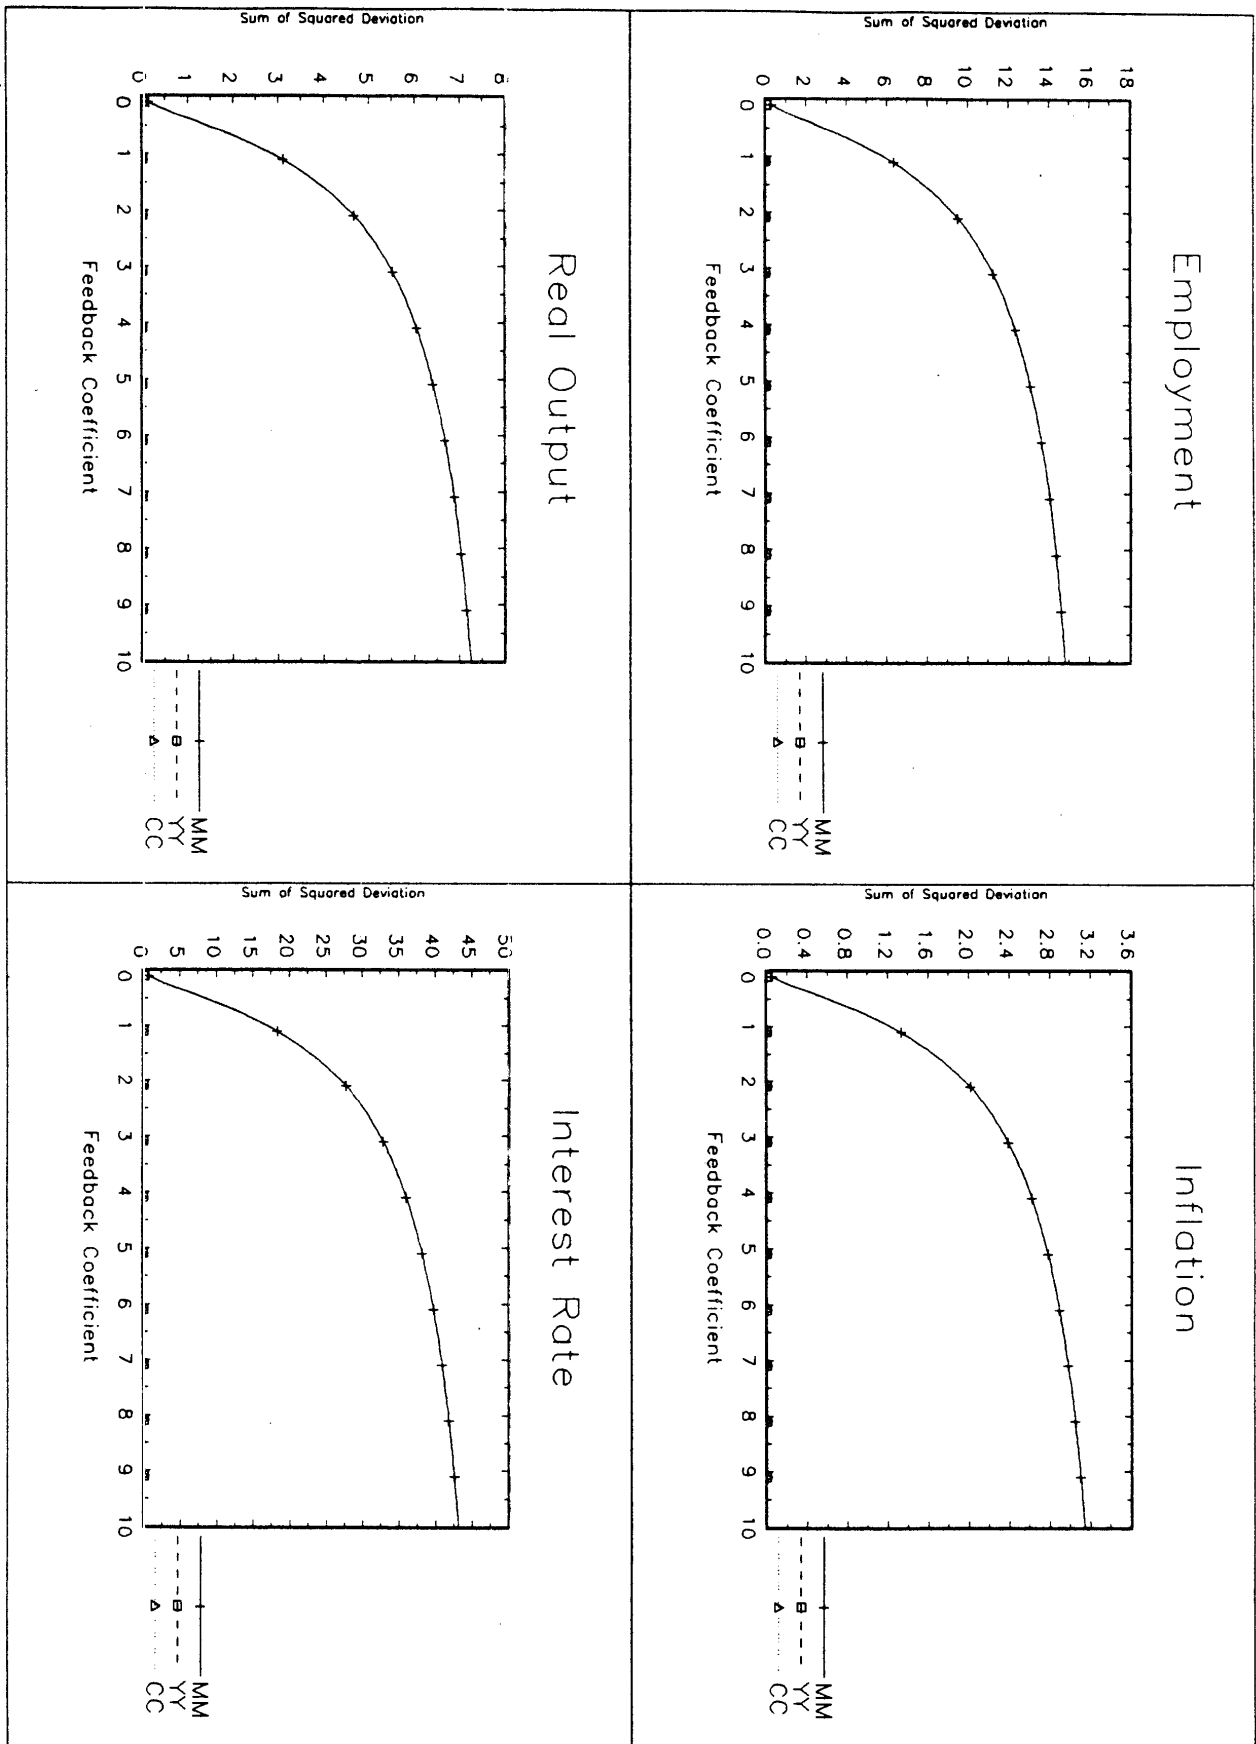 Employment
Sum of Squared Deviation
18
16
14
12
10
8
6
4
2
0
0 1 2 3 4 5 6 7 8 9 10
Feedback Coefficient
MM
YY
CC
Inflation
Sum of Squared Deviation
3.6
3.2
2.8
2.4
2.0
1.6
1.2
0.8
0.4
0.0
0 1 2 3 4 5 6 7 8 9 10
Feedback Coefficient
MM
YY
CC
Real Output
Sum of Squared Deviation
8
7
6
5
4
3
2
1
0
0 1 2 3 4 5 6 7 8 9 10
Feedback Coefficient
MM
YY
CC
Interest Rate
Sum of Squared Deviation
50
45
40
35
30
25
20
15
10
5
0
0 1 2 3 4 5 6 7 8 9 10
Feedback Coefficient
MM
YY
CC